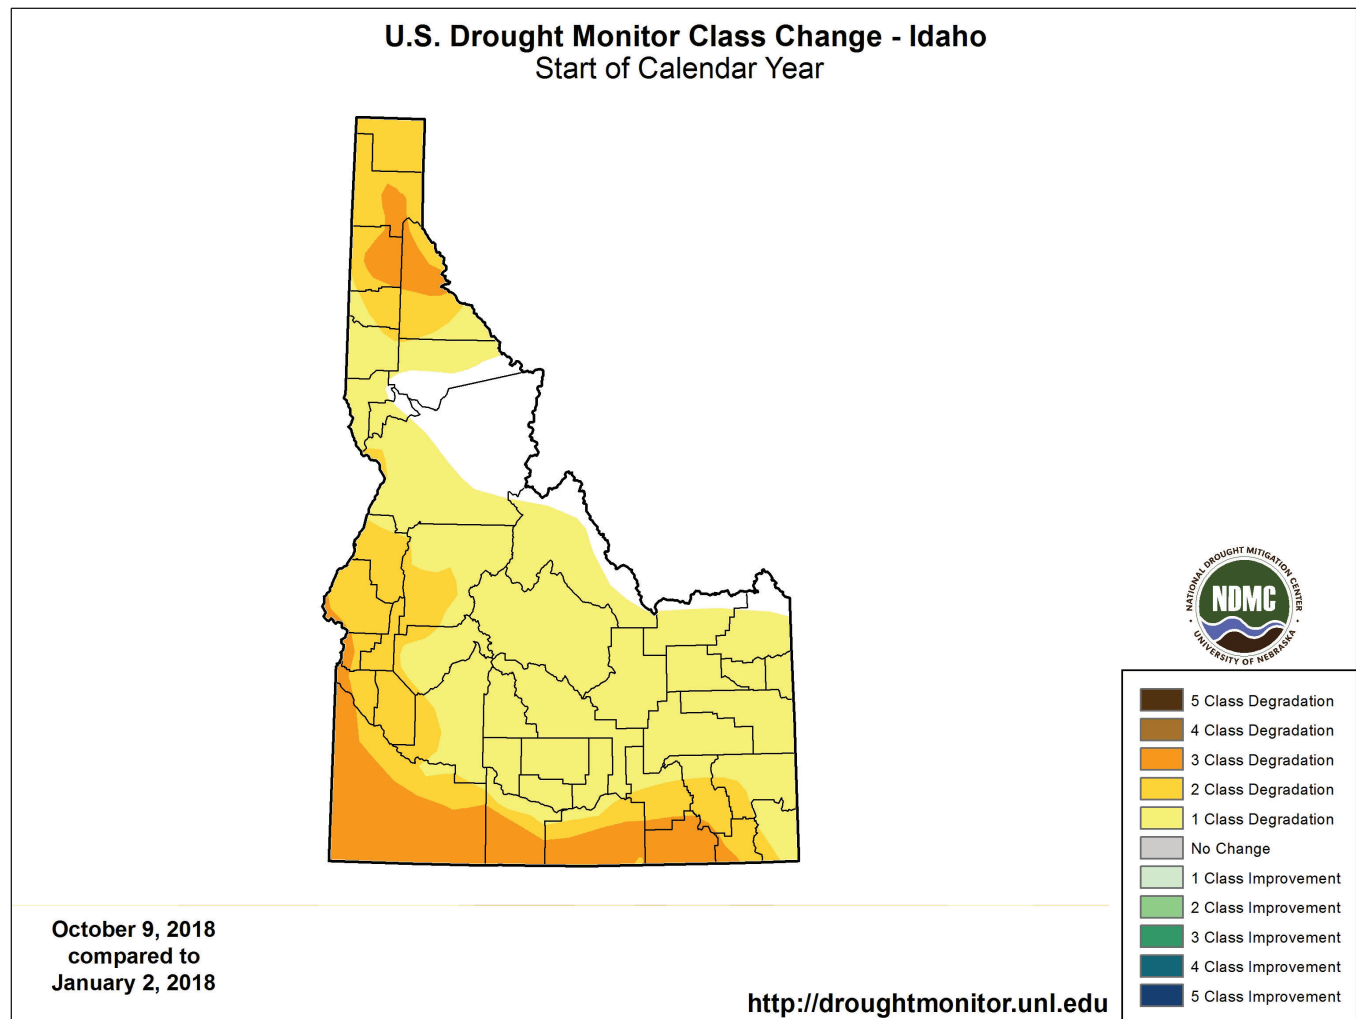 U.S. Drought Monitor Class Change - Idaho
Start of Calendar Year
NATIONAL DROUGHT MITIGATION CENTER
NDMC
UNIVERSITY OF NEBRASKA
5 Class Degradation
4 Class Degradation
3 Class Degradation
2 Class Degradation
1 Class Degradation
No Change
1 Class Improvement
2 Class Improvement
3 Class Improvement
4 Class Improvement
5 Class Improvement
October 9, 2018
compared to
January 2, 2018
http://droughtmonitor.unl.edu